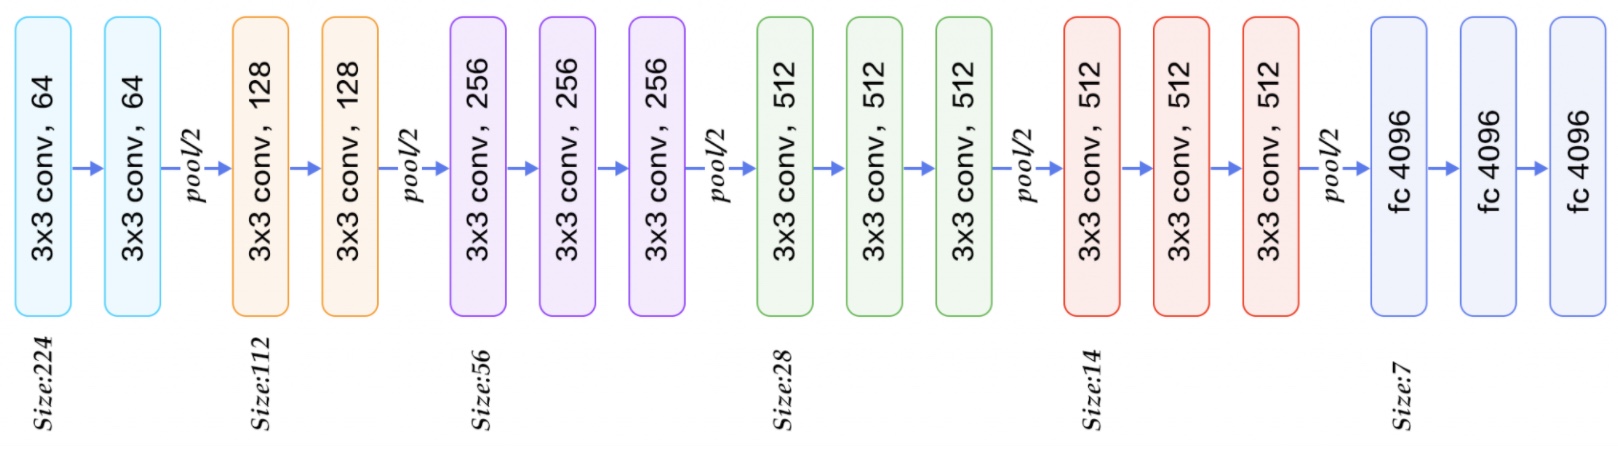 3x3 conv, 64
3x3 conv, 64
pool/2
3x3 conv, 128
3x3 conv, 128
pool/2
3x3 conv, 256
3x3 conv, 256
3x3 conv, 256
pool/2
3x3 conv, 512
3x3 conv, 512
3x3 conv, 512
pool/2
3x3 conv, 512
3x3 conv, 512
3x3 conv, 512
pool/2
fc 4096
fc 4096
fc 4096
Size:224
Size:112
Size:56
Size:28
Size:14
Size:7